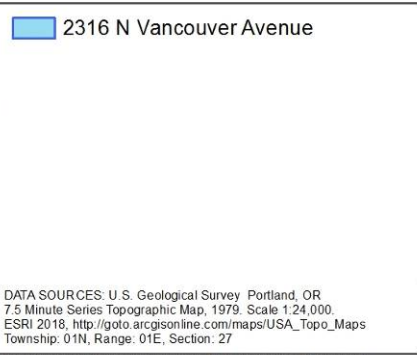 2316 N Vancouver Avenue
DATA SOURCES: U.S. Geological Survey Portland, OR
7.5 Minute Series Topographic Map, 1979. Scale 1:24,000.
ESRI 2018, http://goto.arcgisonline.com/maps/USA_Topo_Maps
Township: 01N, Range: 01E, Section: 27